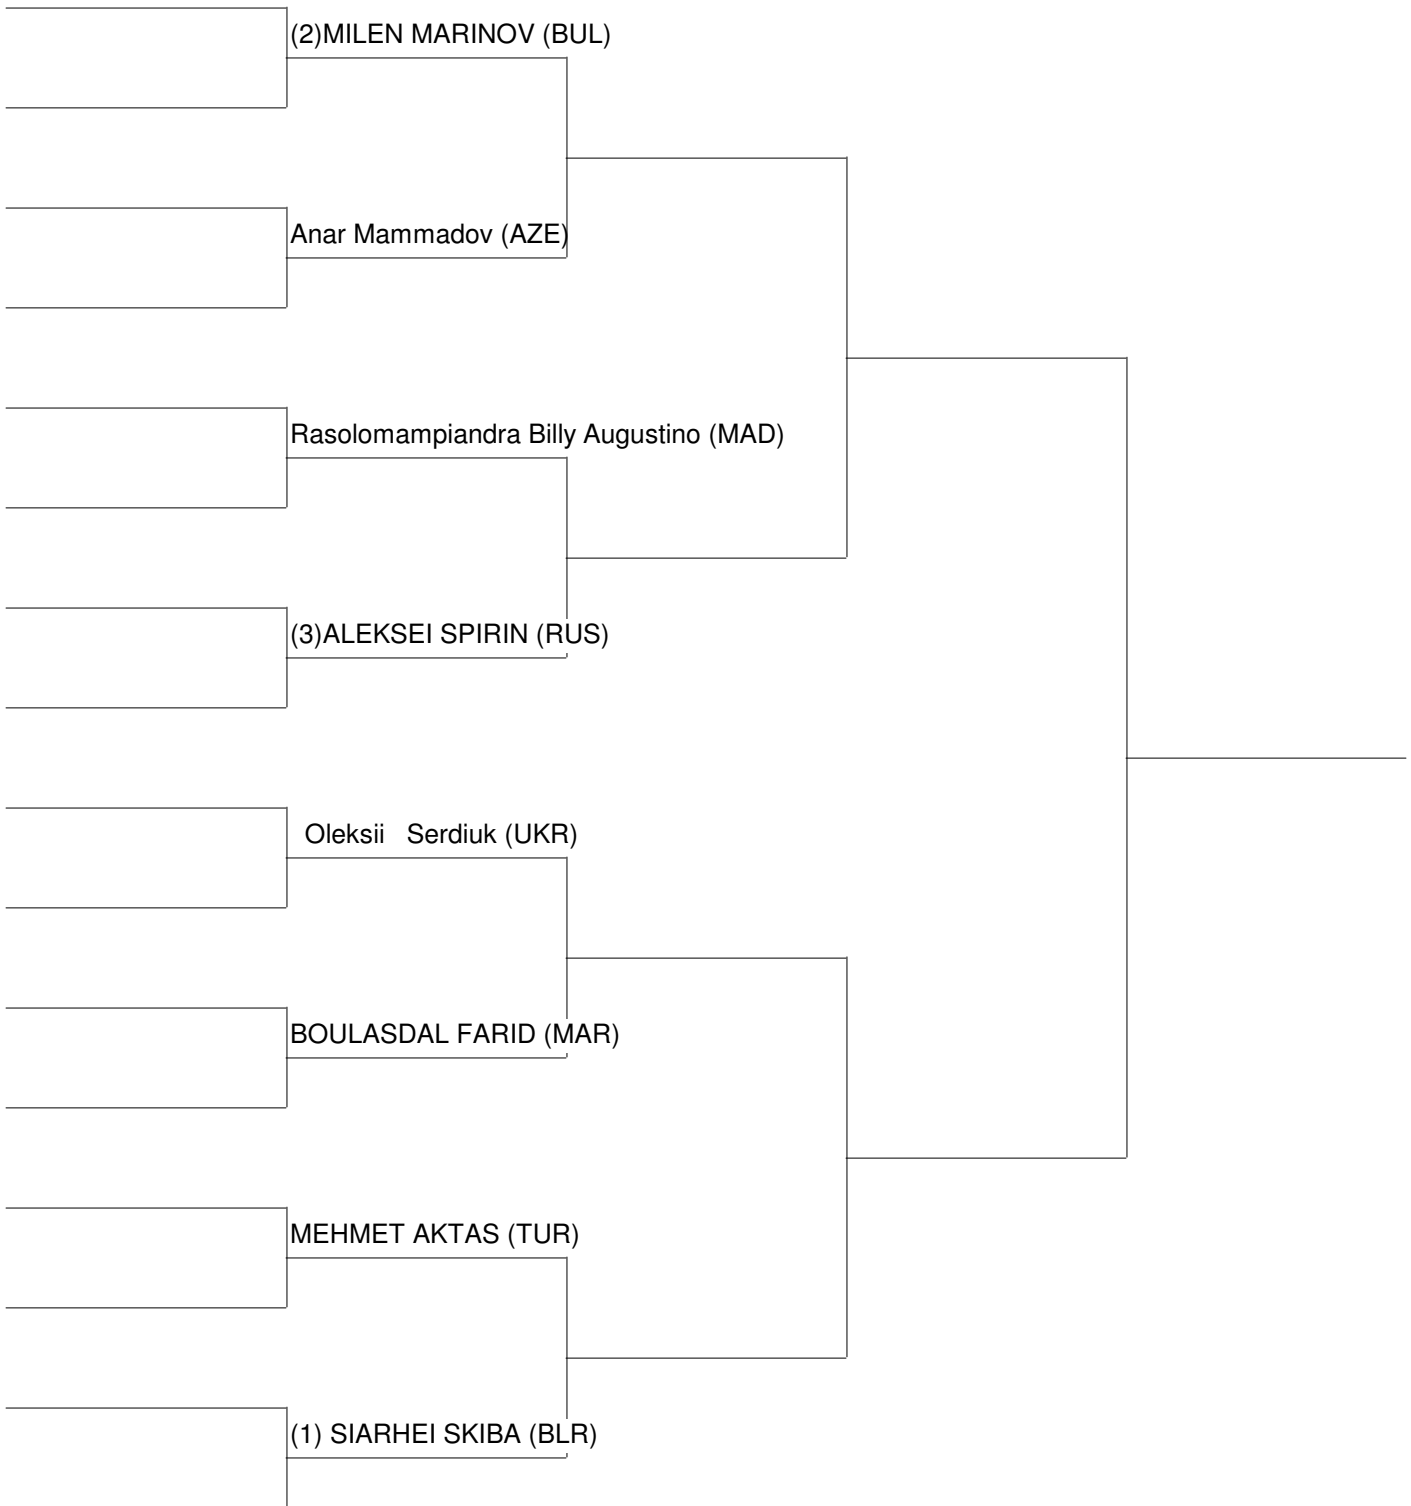 (2)MILEN MARINOV (BUL)
Anar Mammadov (AZE)
Rasolomampiandra Billy Augustino (MAD)
(3)ALEKSEI SPIRIN (RUS)
Oleksii Serdiuk (UKR)
BOULASDAL FARID (MAR)
MEHMET AKTAS (TUR)
(1) SIARHEI SKIBA (BLR)